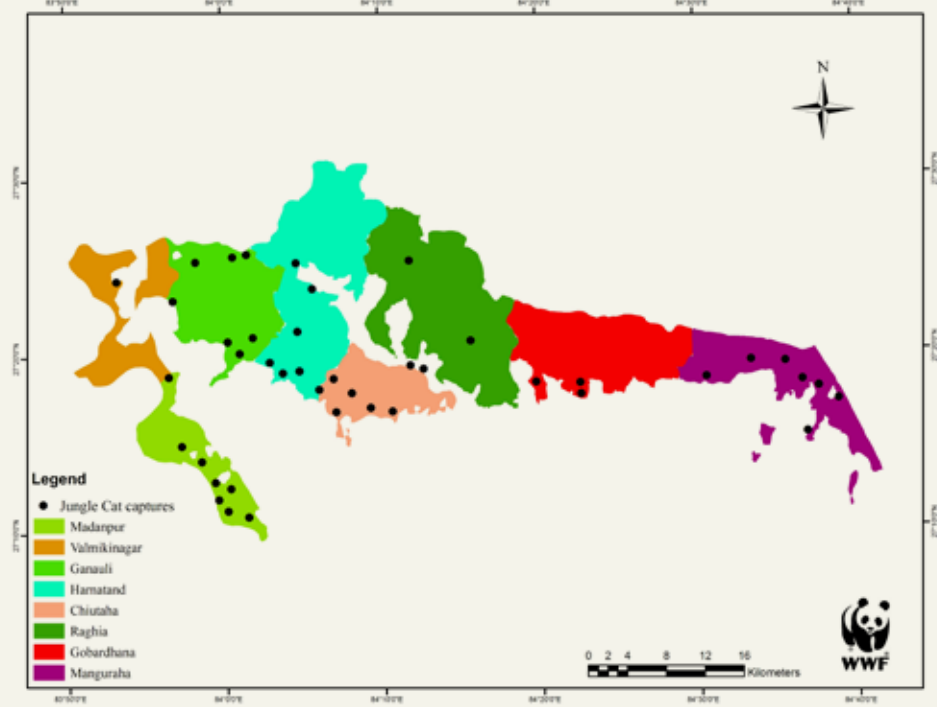 N
Legend
Jungle Cat captures
Madanpur
Valmikinagar
Ganauli
Harnatand
Chiutaha
Raghia
Gobardhana
Manguraha
0 2 4 8 12 16
Kilometers
WWF